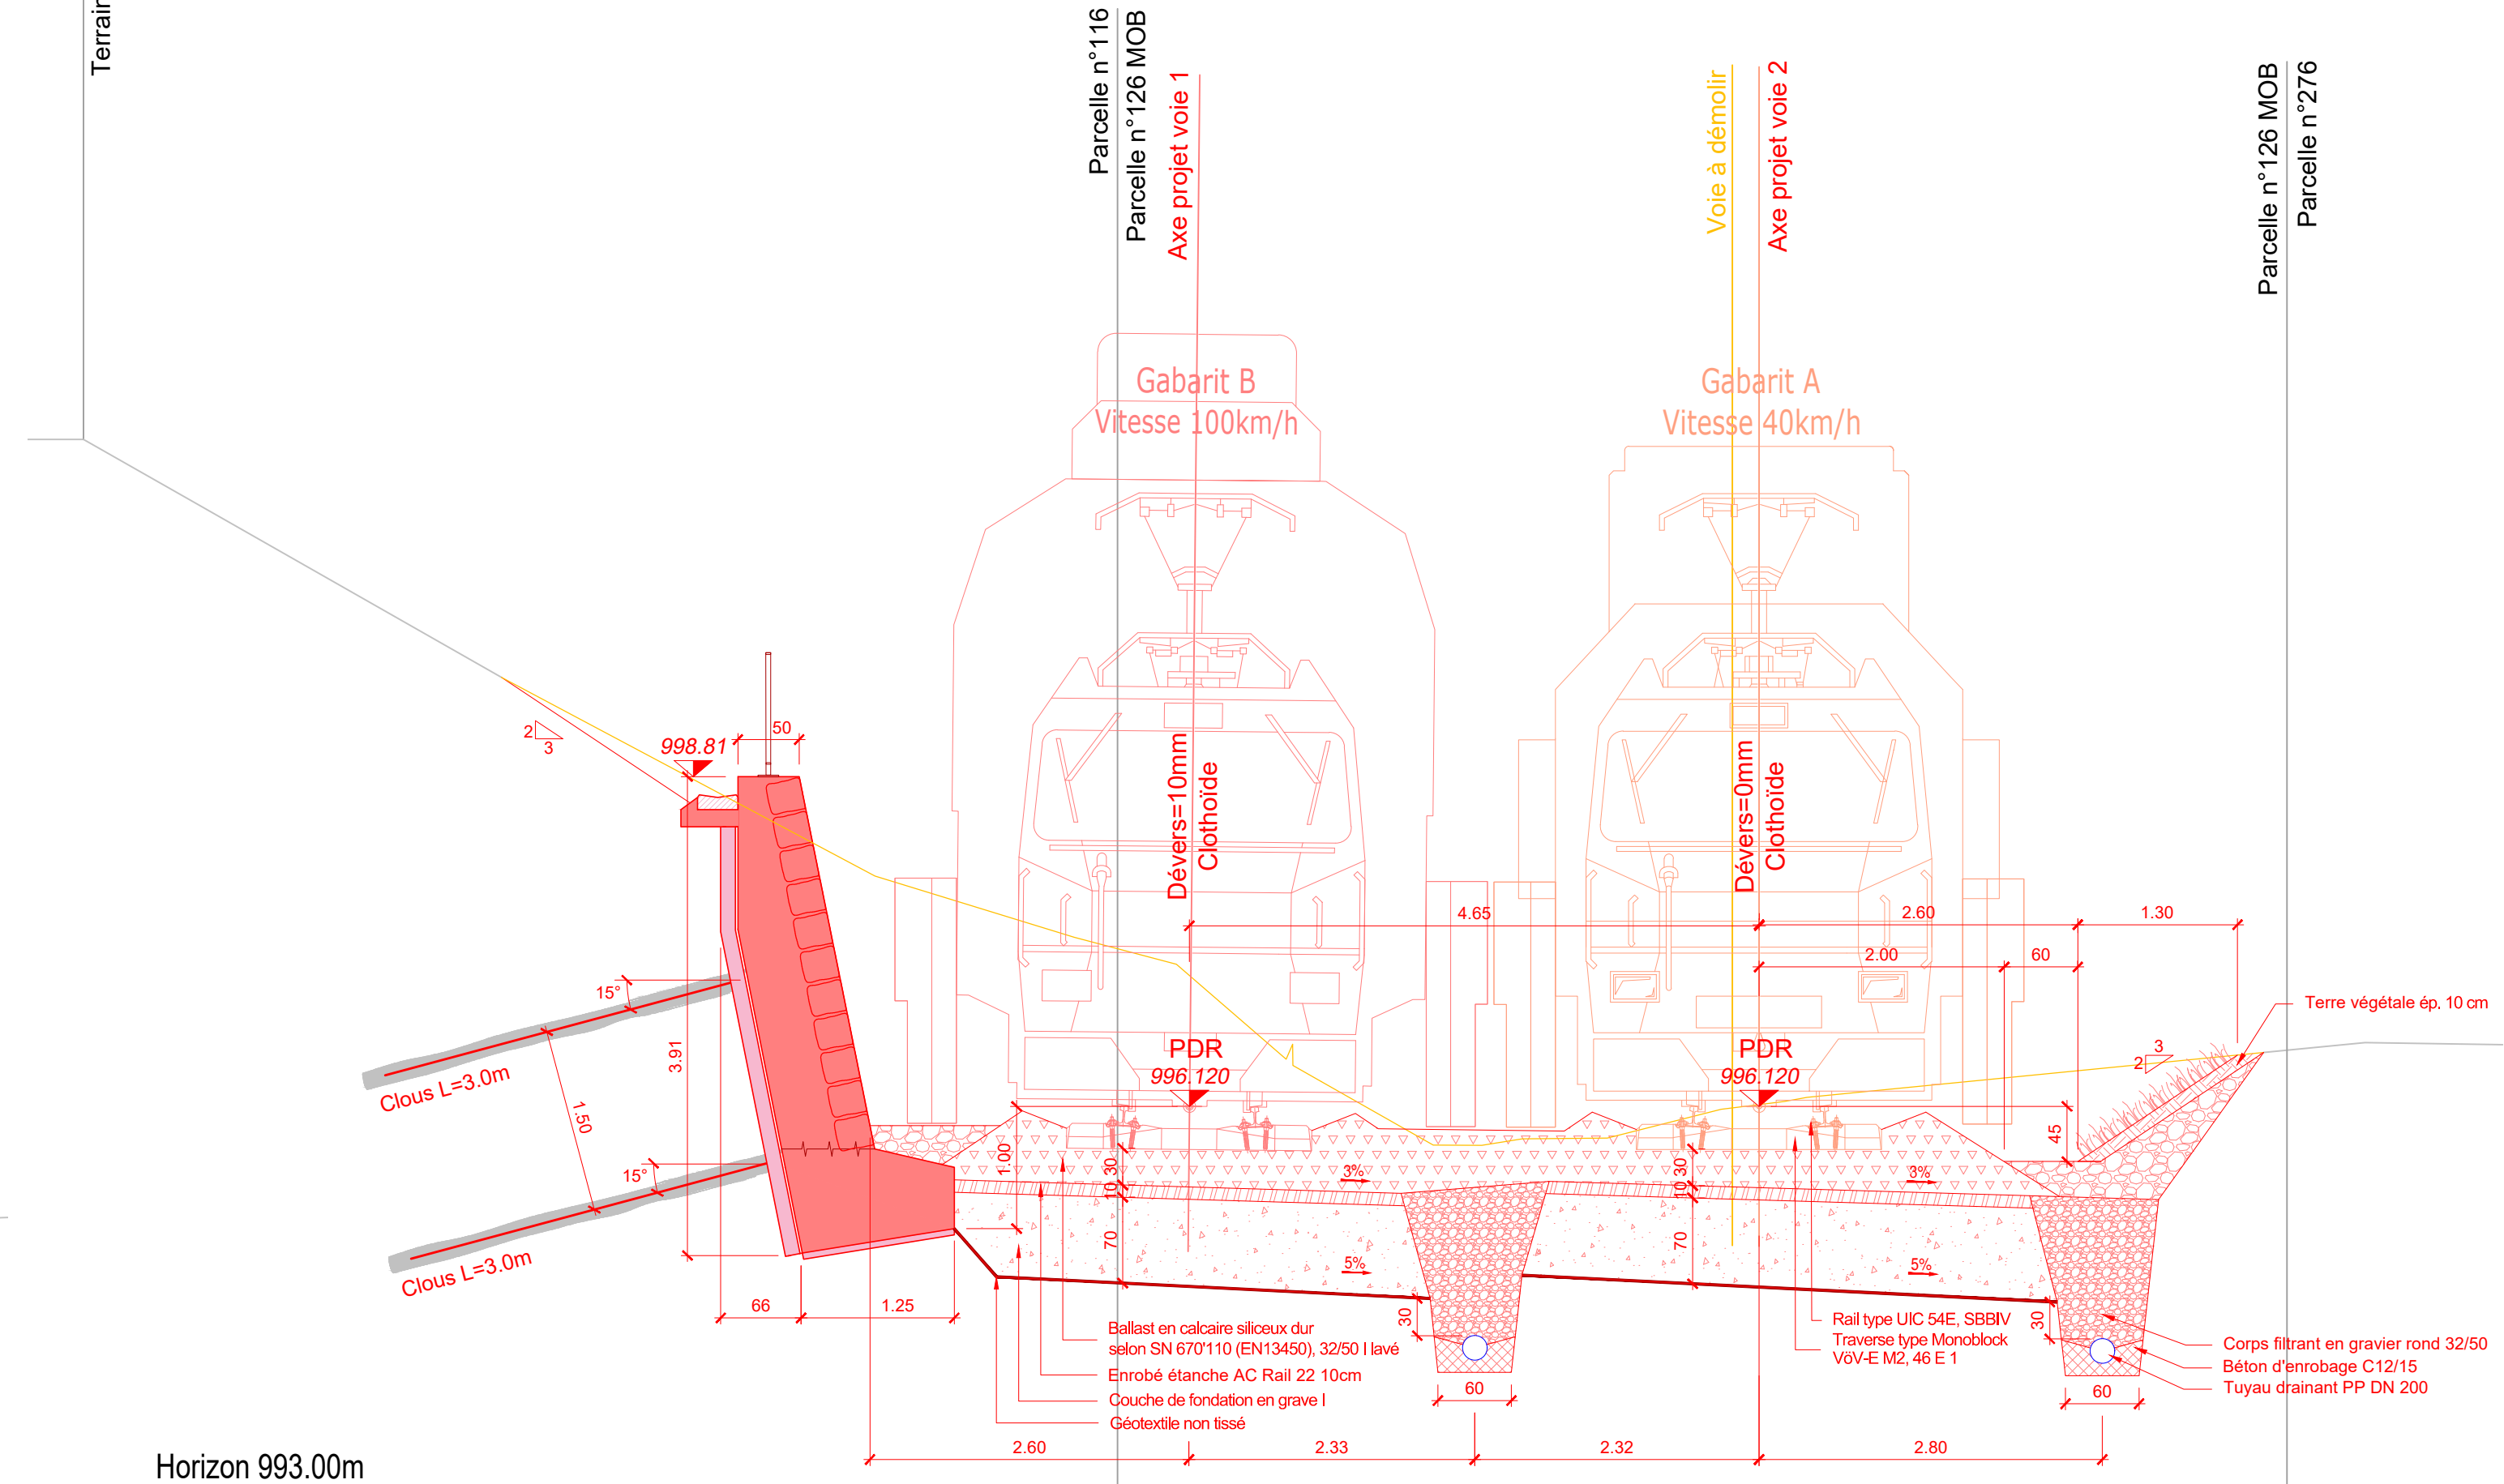 Terrain
Parcelle n°116
Parcelle n°126 MOB
Axe projet voie 1
Voie à démolir
Axe projet voie 2
Parcelle n°126 MOB
Parcelle n°276
Gabarit B
Vitesse 100km/h
Gabarit A
Vitesse 40km/h
2
3
998.81
50
Dévers=10mm
Clothoïde
Dévers=0mm
Clothoïde
4.65
2.60
1.30
2.00
60
15°
Clous L=3.0m
3.91
1.50
15°
Clous L=3.0m
PDR
996.120
PDR
996.120
Terre végétale ép. 10 cm
3
2
45
1.00
30
10
70
3%
5%
30
10
70
3%
5%
30
30
66
1.25
60
60
Ballast en calcaire siliceux dur
selon SN 670'110 (EN13450), 32/50 I lavé
Enrobé étanche AC Rail 22 10cm
Couche de fondation en grave I
Géotextile non tissé
Rail type UIC 54E, SBBIV
Traverse type Monoblock
VöV-E M2, 46 E 1
Corps filtrant en gravier rond 32/50
Béton d'enrobage C12/15
Tuyau drainant PP DN 200
2.60
2.33
2.32
2.80
Horizon 993.00m